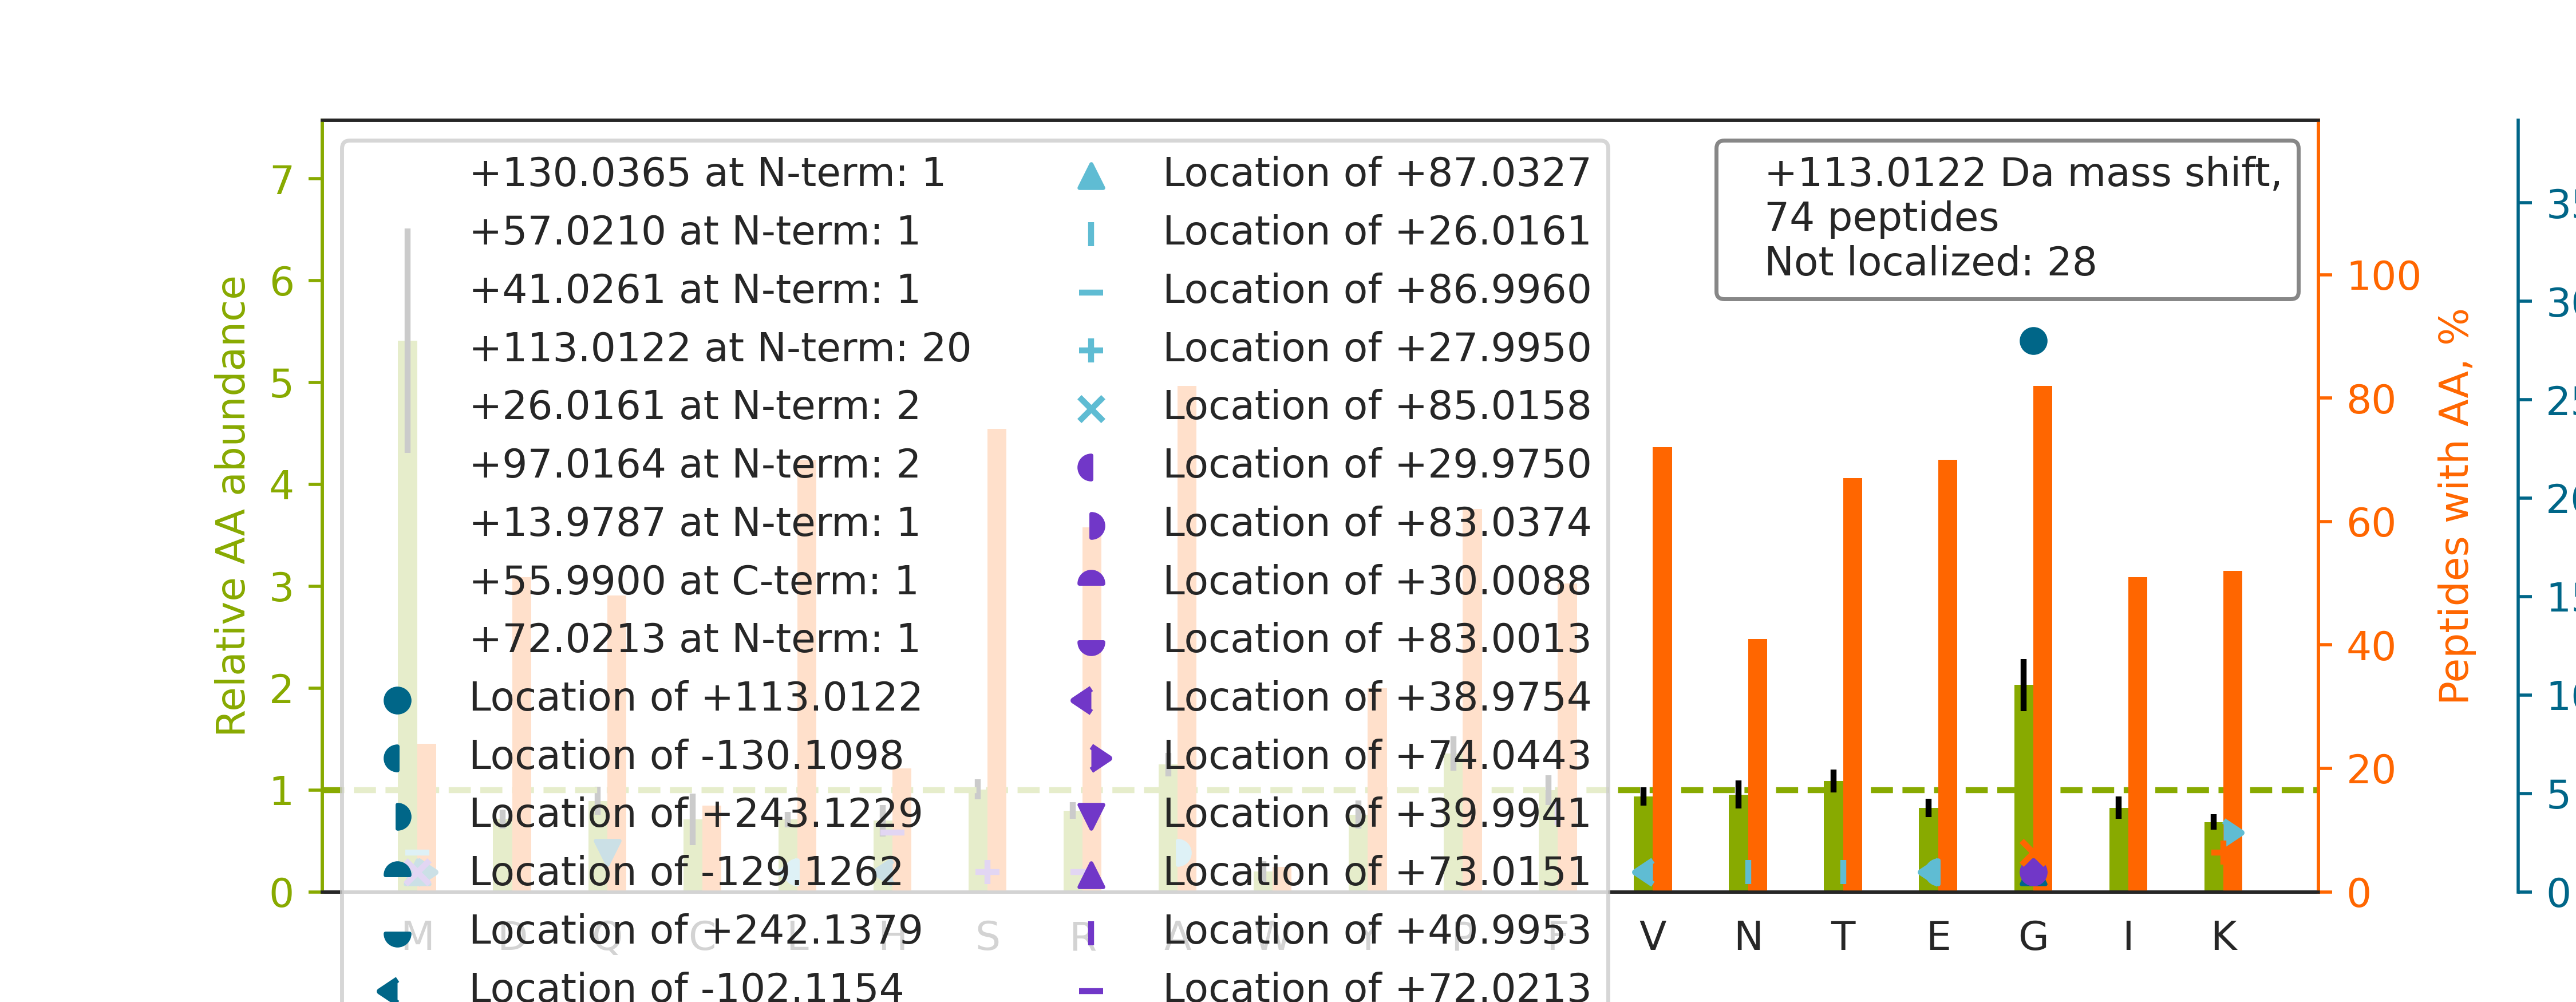 7
6
5
4
3
2
1
0
Relative AA abundance
+130.0365 at N-term: 1
+57.0210 at N-term: 1
+41.0261 at N-term: 1
+113.0122 at N-term: 20
+26.0161 at N-term: 2
+97.0164 at N-term: 2
+13.9787 at N-term: 1
+55.9900 at C-term: 1
+72.0213 at N-term: 1
Location of +113.0122
Location of -130.1098
Location of +243.1229
Location of -129.1262
Location of +242.1379
Location of -102.1154
Location of +87.0327
Location of +26.0161
Location of +86.9960
Location of +27.9950
Location of +85.0158
Location of +29.9750
Location of +83.0374
Location of +30.0088
Location of +83.0013
Location of +38.9754
Location of +74.0443
Location of +39.9941
Location of +73.0151
Location of +40.9953
Location of +72.0213
+113.0122 Da mass shift,
74 peptides
Not localized: 28
M D Q C L H S R A W Y P F V N T E G I K
100
80
60
40
20
0
Peptides with AA, %
5
0